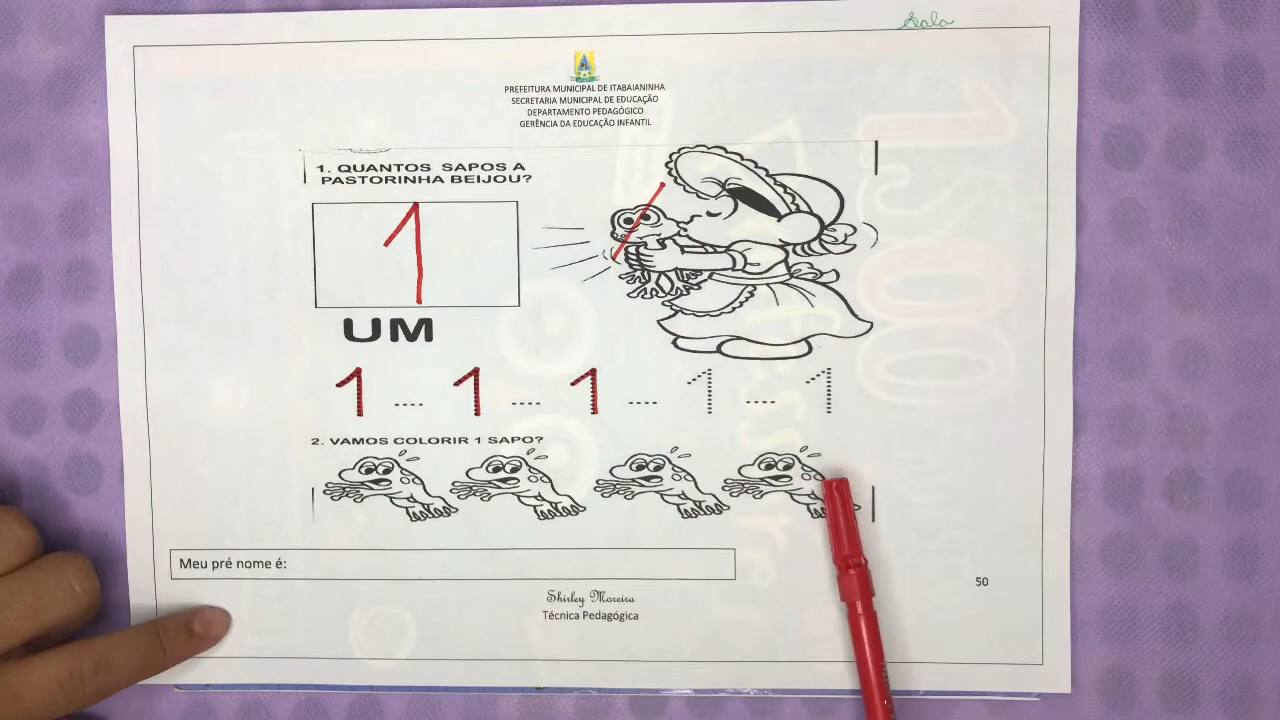 Sala
PREFEITURA MUNICIPAL DE ITABAIANINHA
SECRETARIA MUNICIPAL DE EDUCAÇÃO
DEPARTAMENTO PEDAGÓGICO
GERÊNCIA DA EDUCAÇÃO INFANTIL
1. QUANTOS SAPOS A
PASTORINHA BEIJOU?
1
UM
1 .... 1 .... 1 .... 1 .... 1
2. VAMOS COLORIR 1 SAPO?
Meu pré nome é:
50
Shirley Moreira
Técnica Pedagógica